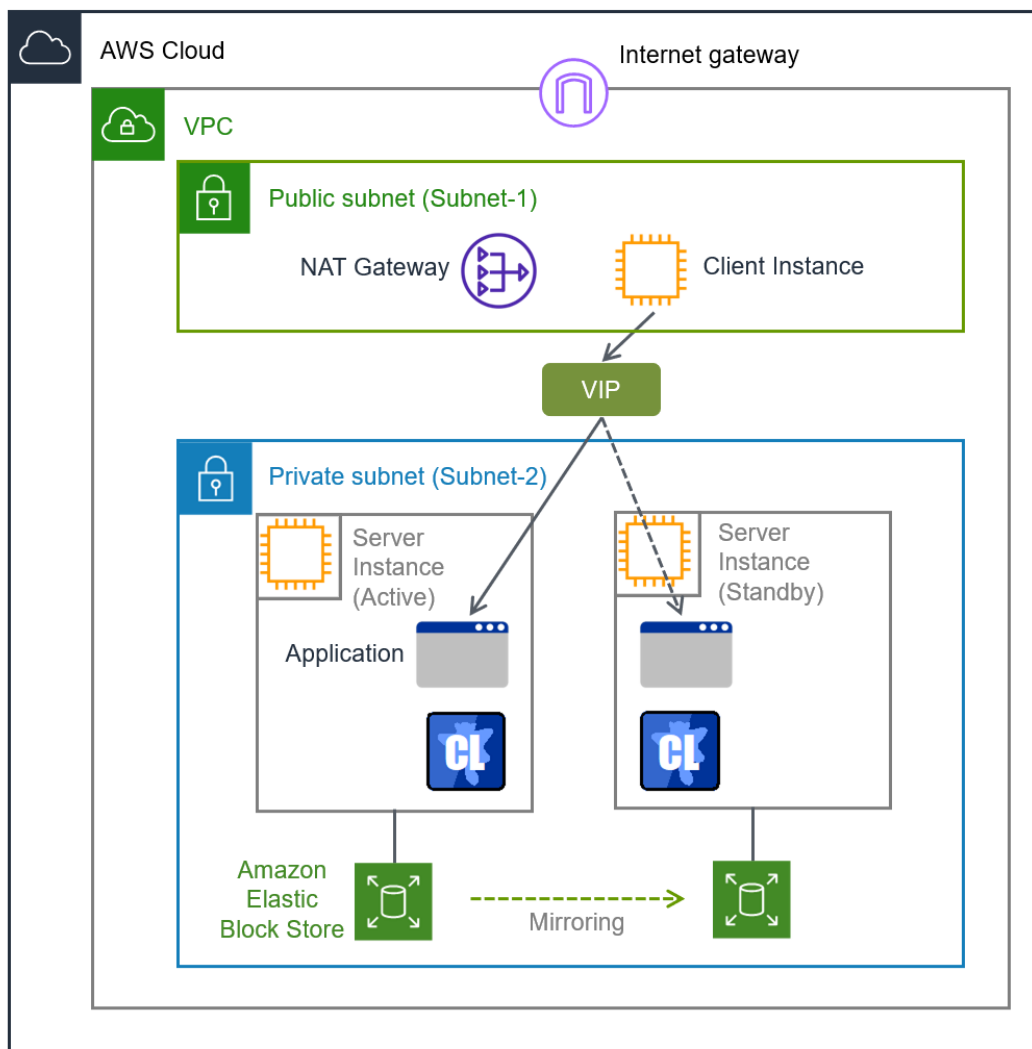 AWS Cloud
Internet gateway
VPC
Public subnet (Subnet-1)
NAT Gateway
Client Instance
VIP
Private subnet (Subnet-2)
Server
Instance
(Active)
Server
Instance
(Standby)
Application
CL
CL
Amazon
Elastic
Block Store
Mirroring